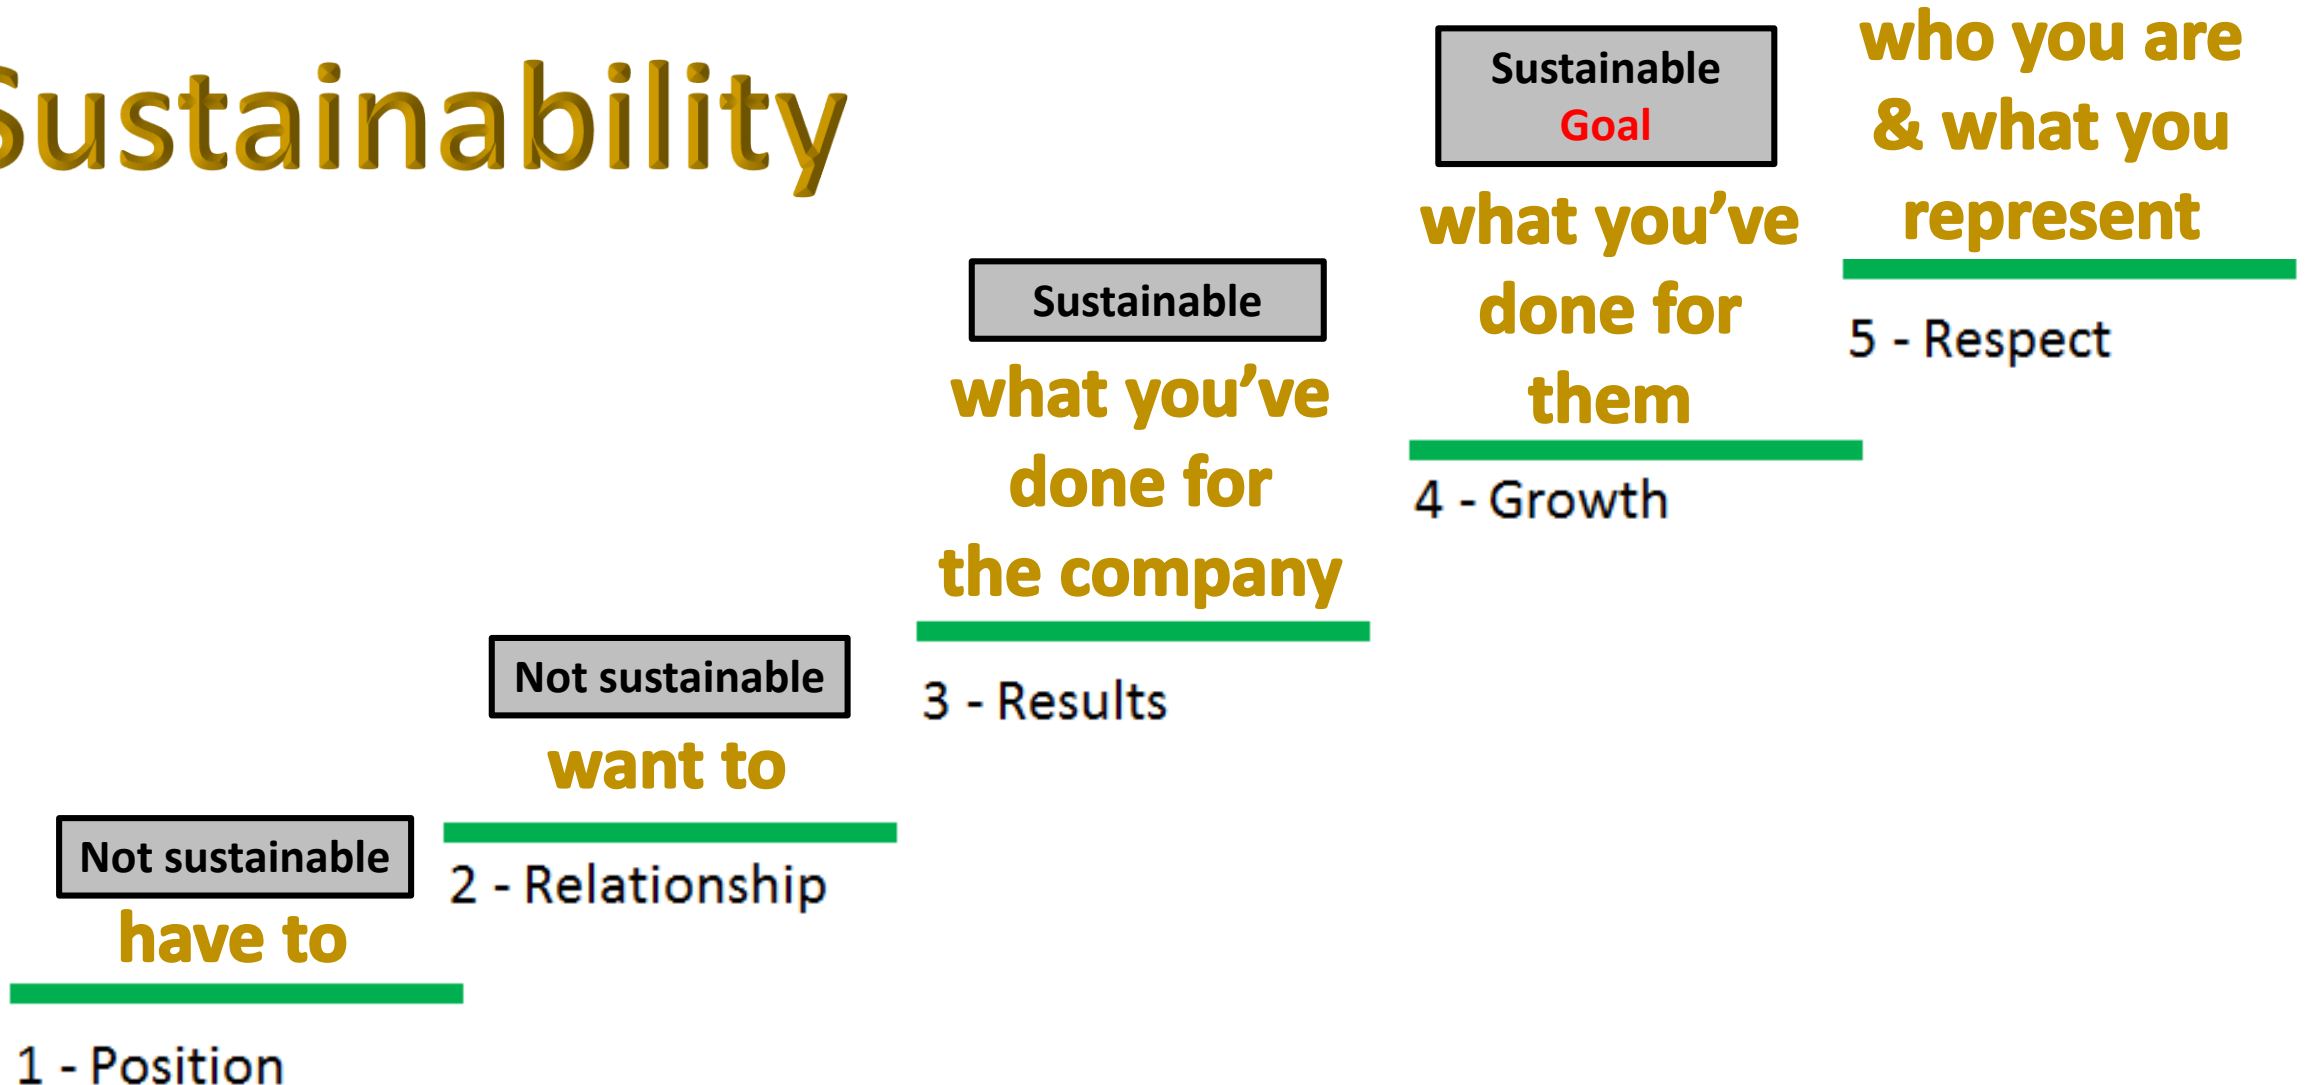 Sustainability
Not sustainable
have to
1 - Position
Not sustainable
want to
2 - Relationship
Sustainable
what you’ve
done for
the company
3 - Results
Sustainable
Goal
what you’ve
done for
them
4 - Growth
who you are
& what you
represent
5 - Respect